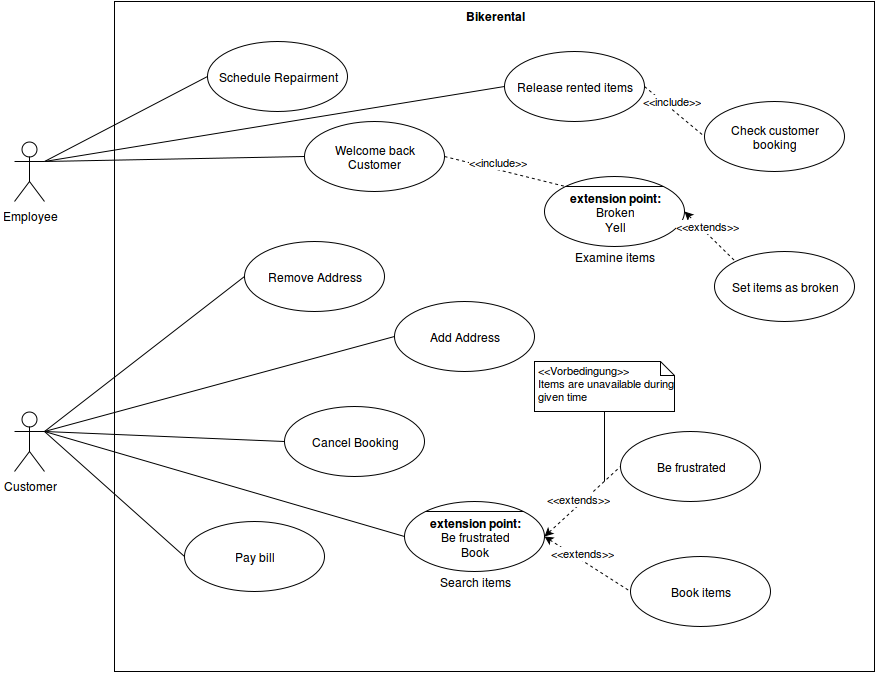 Bikerental
Schedule Repairment
Release rented items
<<include>>
Check customer
booking
Welcome back
Customer
<<include>>
extension point:
Broken
Yell
Examine items
<<extends>>
Set items as broken
Employee
Remove Address
Add Address
<<Vorbedingung>>
Items are unavailable during
given time
Cancel Booking
Be frustrated
<<extends>>
Customer
extension point:
Be frustrated
Book
Search items
<<extends>>
Pay bill
Book items